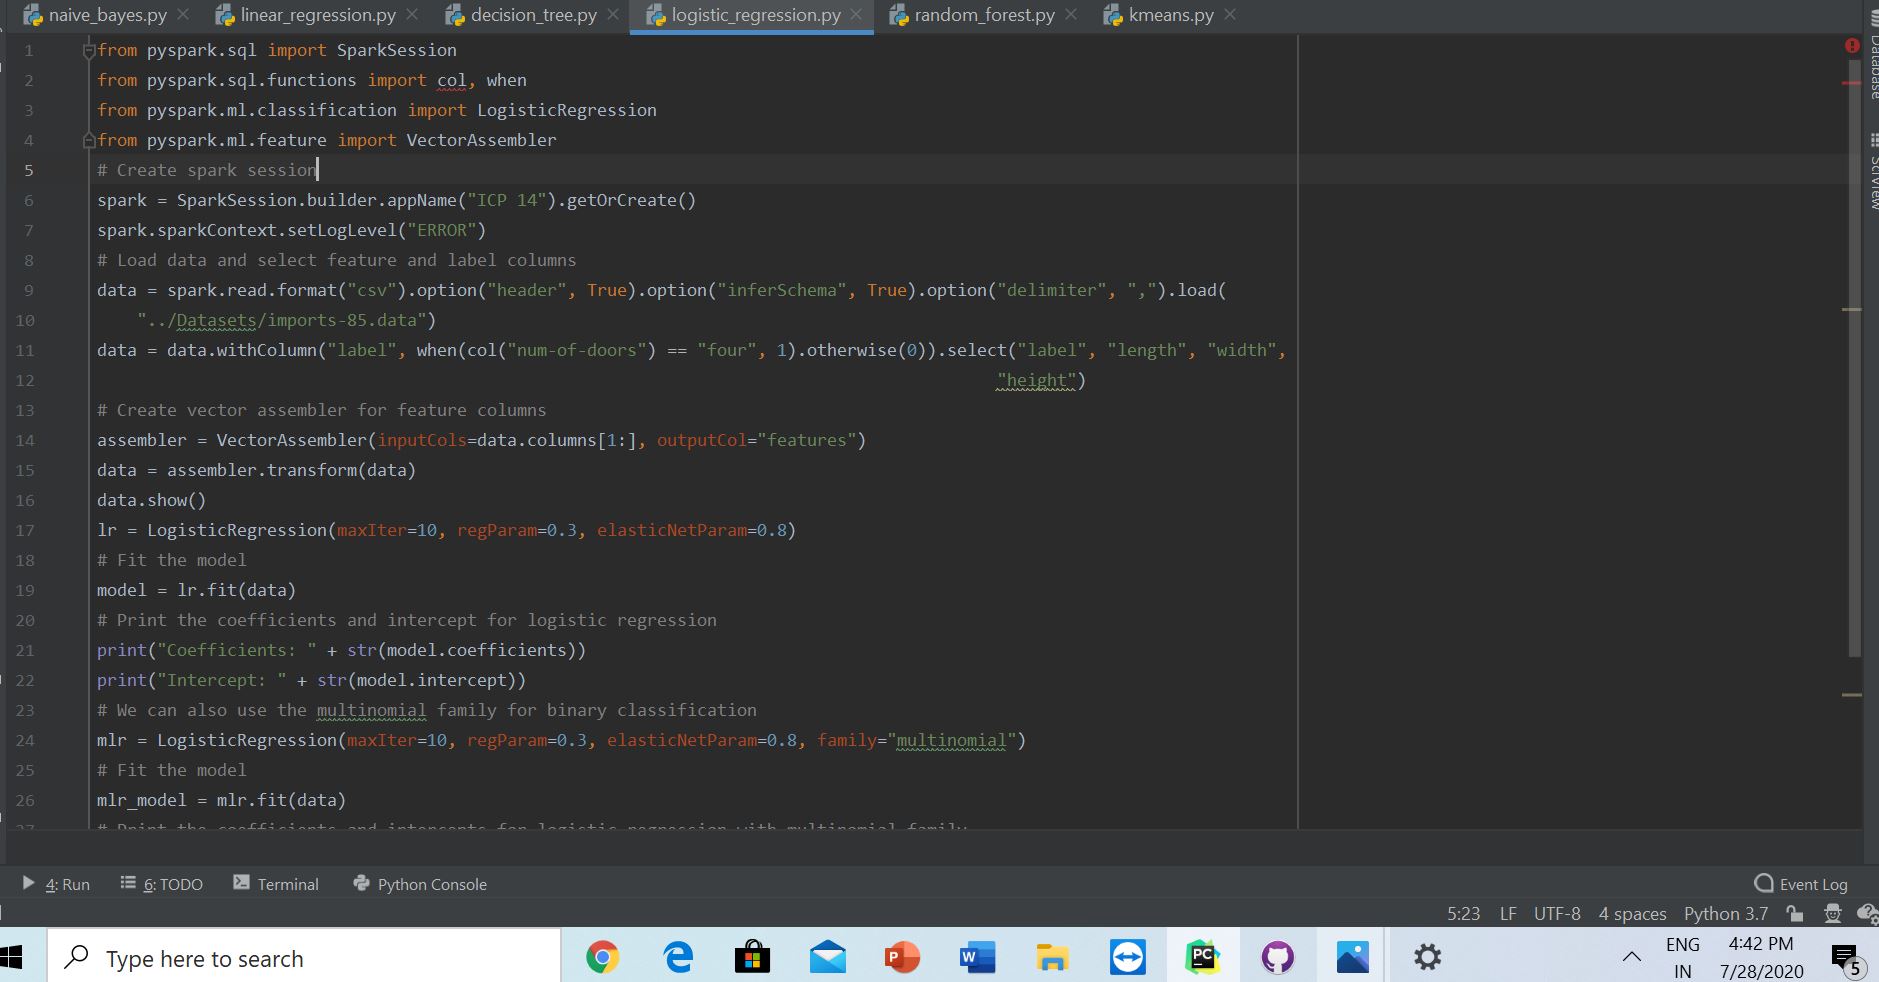 naive_bayes.py linear_regression.py decision_tree.py logistic_regression.py random_forest.py kmeans.py
1 from pyspark.sql import SparkSession
2 from pyspark.sql.functions import col, when
3 from pyspark.ml.classification import LogisticRegression
4 from pyspark.ml.feature import VectorAssembler
5 # Create spark session
6 spark = SparkSession.builder.appName("ICP 14").getOrCreate()
7 spark.sparkContext.setLogLevel("ERROR")
8 # Load data and select feature and label columns
9 data = spark.read.format("csv").option("header", True).option("inferSchema", True).option("delimiter", ",").load(
10 "../Datasets/imports-85.data")
11 data = data.withColumn("label", when(col("num-of-doors") == "four", 1).otherwise(0)).select("label", "length", "width",
12 "height")
13 # Create vector assembler for feature columns
14 assembler = VectorAssembler(inputCols=data.columns[1:], outputCol="features")
15 data = assembler.transform(data)
16 data.show()
17 lr = LogisticRegression(maxIter=10, regParam=0.3, elasticNetParam=0.8)
18 # Fit the model
19 model = lr.fit(data)
20 # Print the coefficients and intercept for logistic regression
21 print("Coefficients: " + str(model.coefficients))
22 print("Intercept: " + str(model.intercept))
23 # We can also use the multinomial family for binary classification
24 mlr = LogisticRegression(maxIter=10, regParam=0.3, elasticNetParam=0.8, family="multinomial")
25 # Fit the model
26 mlr_model = mlr.fit(data)
27 # Print the coefficients and intercepts for logistic regression with multinomial family
Database
SciView
4: Run 6: TODO Terminal Python Console Event Log
5:23 LF UTF-8 4 spaces Python 3.7
Type here to search
ENG
IN
4:42 PM
7/28/2020
5